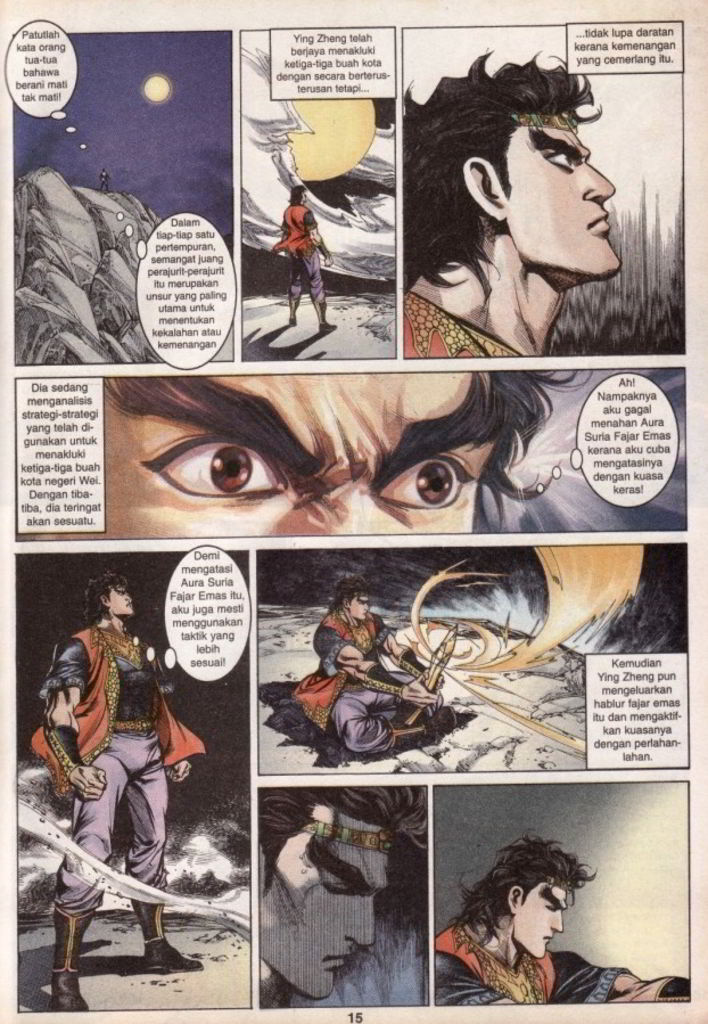 Patutlah
kata orang
tua-tua
bahawa
berani mati
tak mati!
Dalam
tiap-tiap satu
pertempuran,
semangat juang
perajurit-perajurit
itu merupakan
unsur yang paling
utama untuk
menentukan
kekalahan atau
kemenangan
Ying Zheng telah
berjaya menakluki
ketiga-tiga buah kota
dengan secara berterus-
terusan tetapi...
...tidak lupa daratan
kerana kemenangan
yang cemerlang itu.
Dia sedang
menganalisis
strategi-strategi
yang telah di-
gunakan untuk
menakluki
ketiga-tiga buah
kota negeri Wei.
Dengan tiba-
tiba, dia teringat
akan sesuatu.
Ah!
Nampaknya
aku gagal
menahan Aura
Suria Fajar Emas
kerana aku cuba
mengatasinya
dengan kuasa
keras!
Demi
mengatasi
Aura Suria
Fajar Emas itu,
aku juga mesti
menggunakan
taktik yang
lebih
sesuai!
Kemudian
Ying Zheng pun
mengeluarkan
hablur fajar emas
itu dan mengaktif-
kan kuasanya
dengan perlahan-
lahan.
15